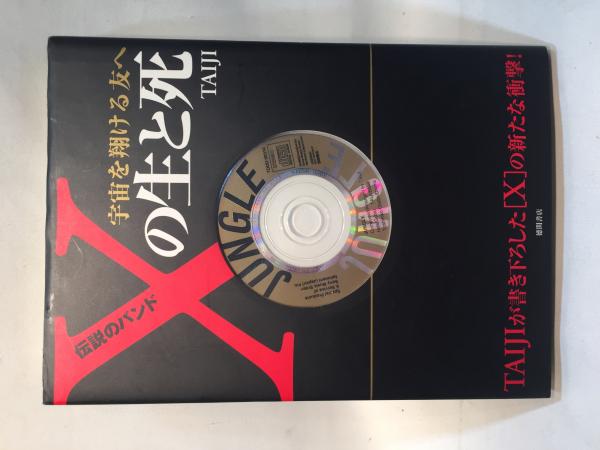 宇宙を翔ける友へ
伝説のバンド
Xの生と死
TAIJI
JUNGLE
TAIJIが書き下ろした[X]の新たな衝撃!
徳間書店